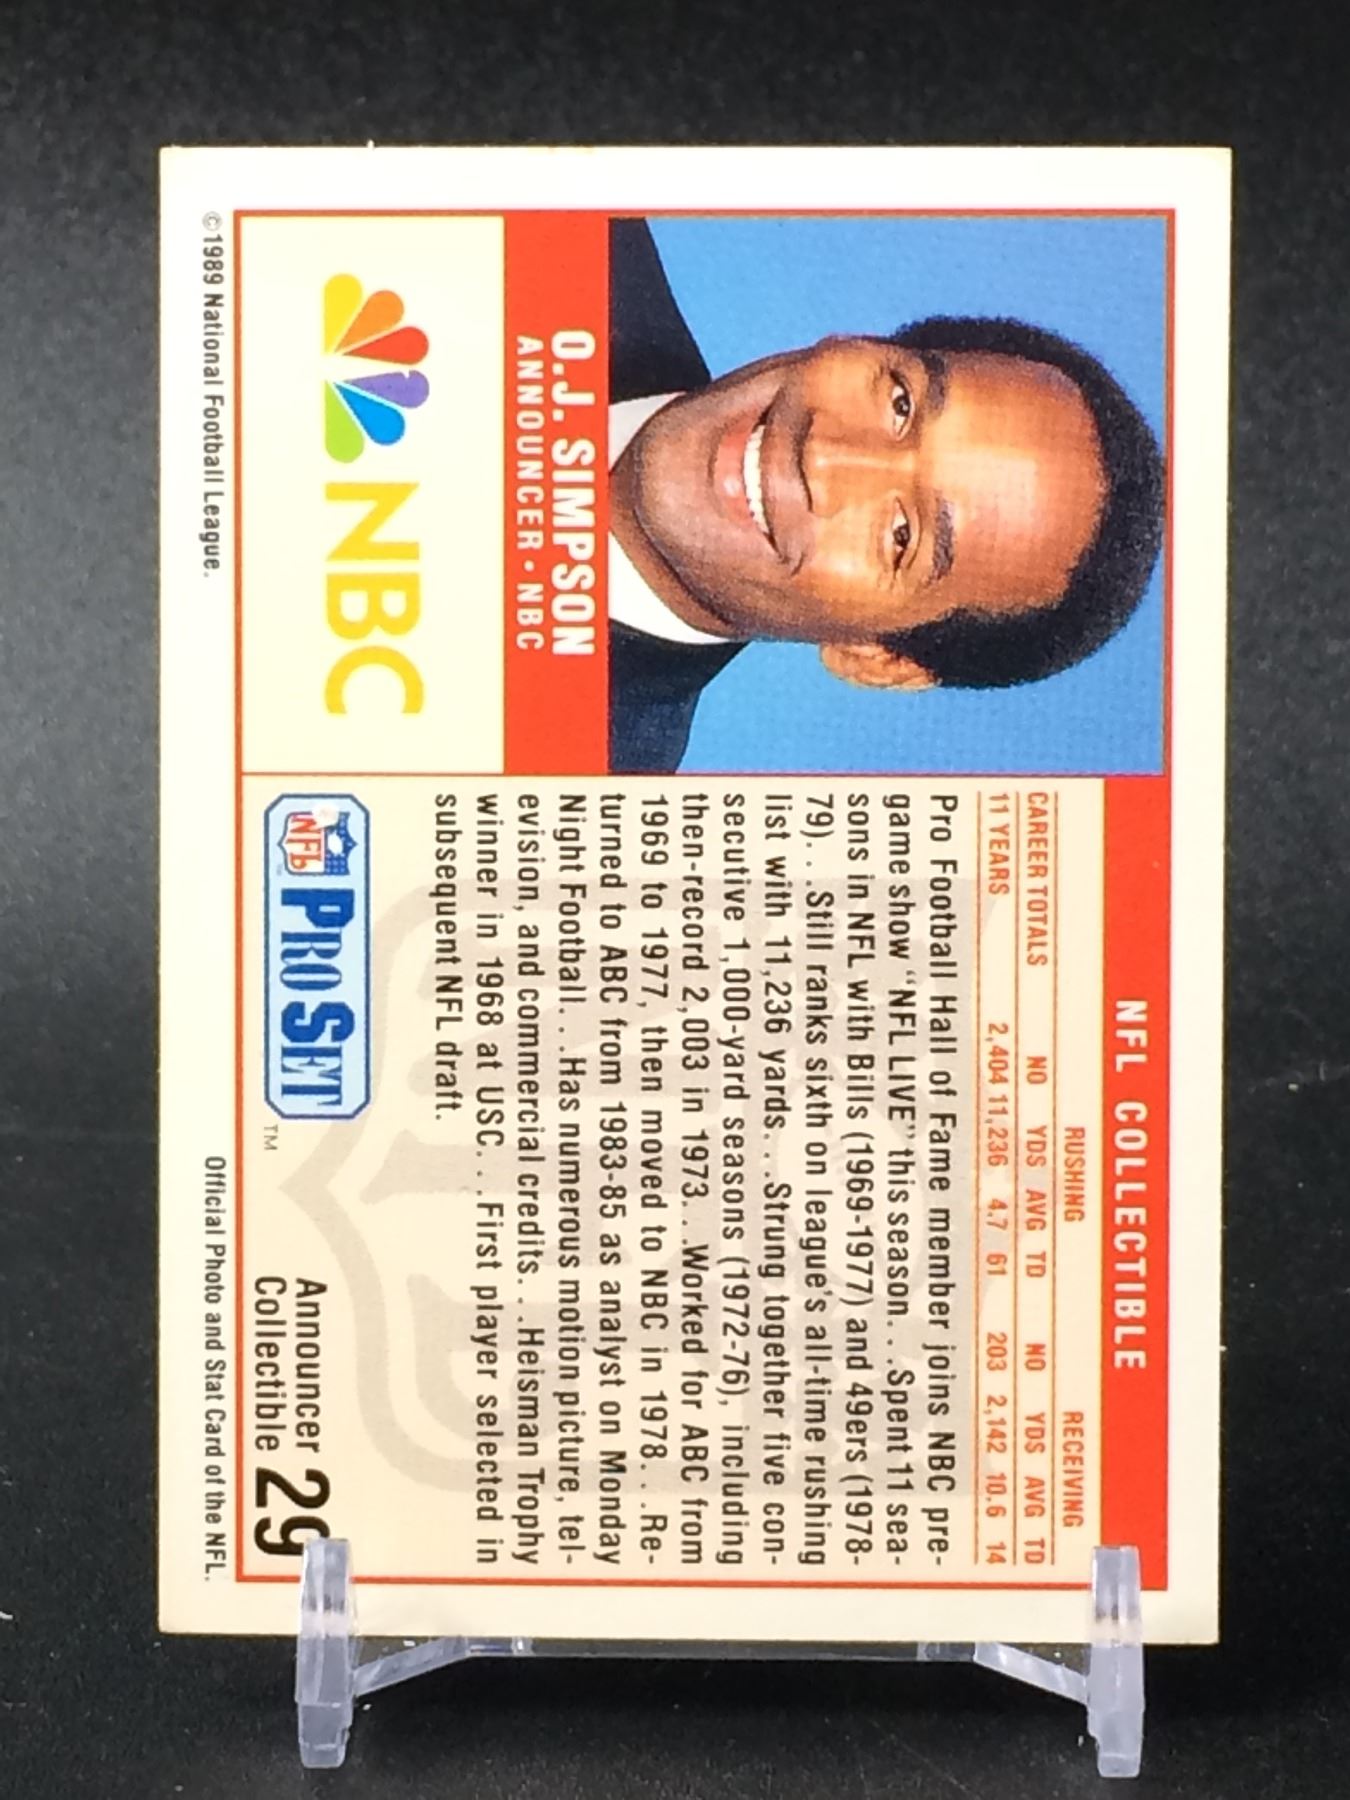 NFL COLLECTIBLE
O.J. SIMPSON
ANNOUNCER • NBC
NBC
RUSHING RECEIVING
CAREER TOTALS NO YDS AVG TD NO YDS AVG TD
11 YEARS 2,404 11,236 4.7 61 203 2,142 10.6 14
Pro Football Hall of Fame member joins NBC pre-
game show "NFL LIVE" this season. . .Spent 11 sea-
sons in NFL with Bills (1969-1977) and 49ers (1978-
79). . .Still ranks sixth on league's all-time rushing
list with 11,236 yards. . .Strung together five con-
secutive 1,000-yard seasons (1972-76), including
then-record 2,003 in 1973. . .Worked for ABC from
1969 to 1977, then moved to NBC in 1978. . .Re-
turned to ABC from 1983-85 as analyst on Monday
Night Football. . .Has numerous motion picture, tel-
evision, and commercial credits. . .Heisman Trophy
winner in 1968 at USC. . .First player selected in
subsequent NFL draft.
NFL PRO SET ™
Announcer
Collectible 29
©1989 National Football League.
Official Photo and Stat Card of the NFL.